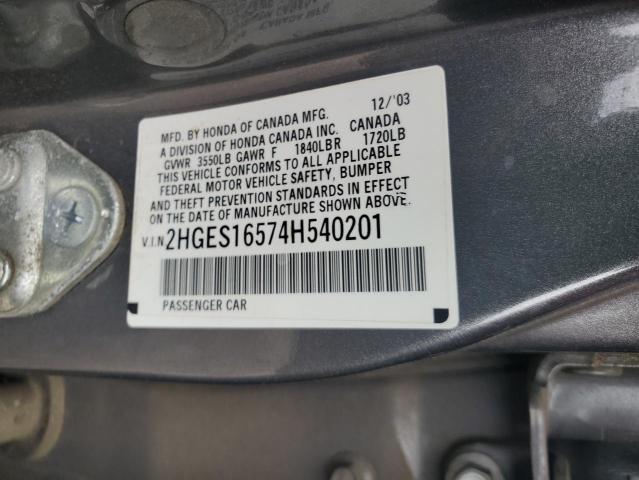 MFD. BY HONDA OF CANADA MFG. 12/'03
A DIVISION OF HONDA CANADA INC. CANADA
GVWR 3550LB GAWR F 1840LB R 1720LB
THIS VEHICLE CONFORMS TO ALL APPLICABLE
FEDERAL MOTOR VEHICLE SAFETY, BUMPER
AND THEFT PREVENTION STANDARDS IN EFFECT
ON THE DATE OF MANUFACTURE SHOWN ABOVE.
V.I.N 2HGES16574H540201
PASSENGER CAR